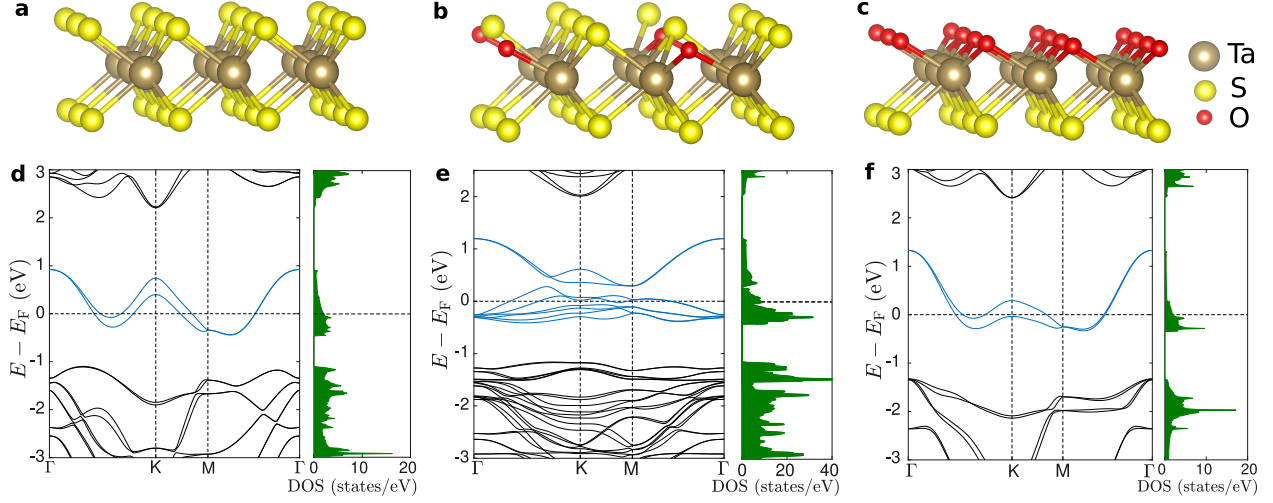 a
b
c
Ta
S
O
d
E − E_F (eV)
3
2
1
0
-1
-2
-3
Γ
K
M
Γ
0
10
20
DOS (states/eV)
e
E − E_F (eV)
2
1
0
-1
-2
-3
Γ
K
M
Γ
0
20
40
DOS (states/eV)
f
E − E_F (eV)
3
2
1
0
-1
-2
-3
Γ
K
M
Γ
0
10
20
DOS (states/eV)